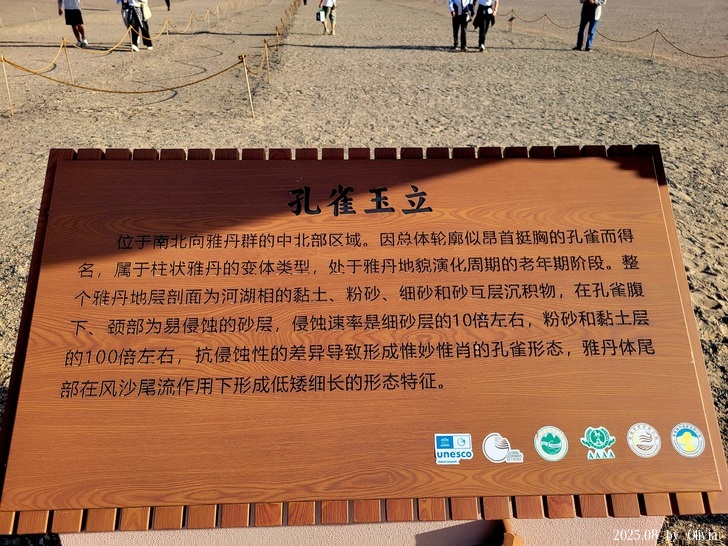 孔雀玉立
位于南北向雅丹群的中北部区域。因总体轮廓似昂首挺胸的孔雀而得
名，属于柱状雅丹的变体类型，处于雅丹地貌演化周期的老年期阶段。整
个雅丹地层剖面为河湖相的黏土、粉砂、细砂和砂互层沉积物，在孔雀腹
下、颈部为易侵蚀的砂层，侵蚀速率是细砂层的10倍左右，粉砂和黏土层
的100倍左右，抗侵蚀性的差异导致形成惟妙惟肖的孔雀形态，雅丹体尾
部在风沙尾流作用下形成低矮细长的形态特征。
unesco
2025.08 by Olivia